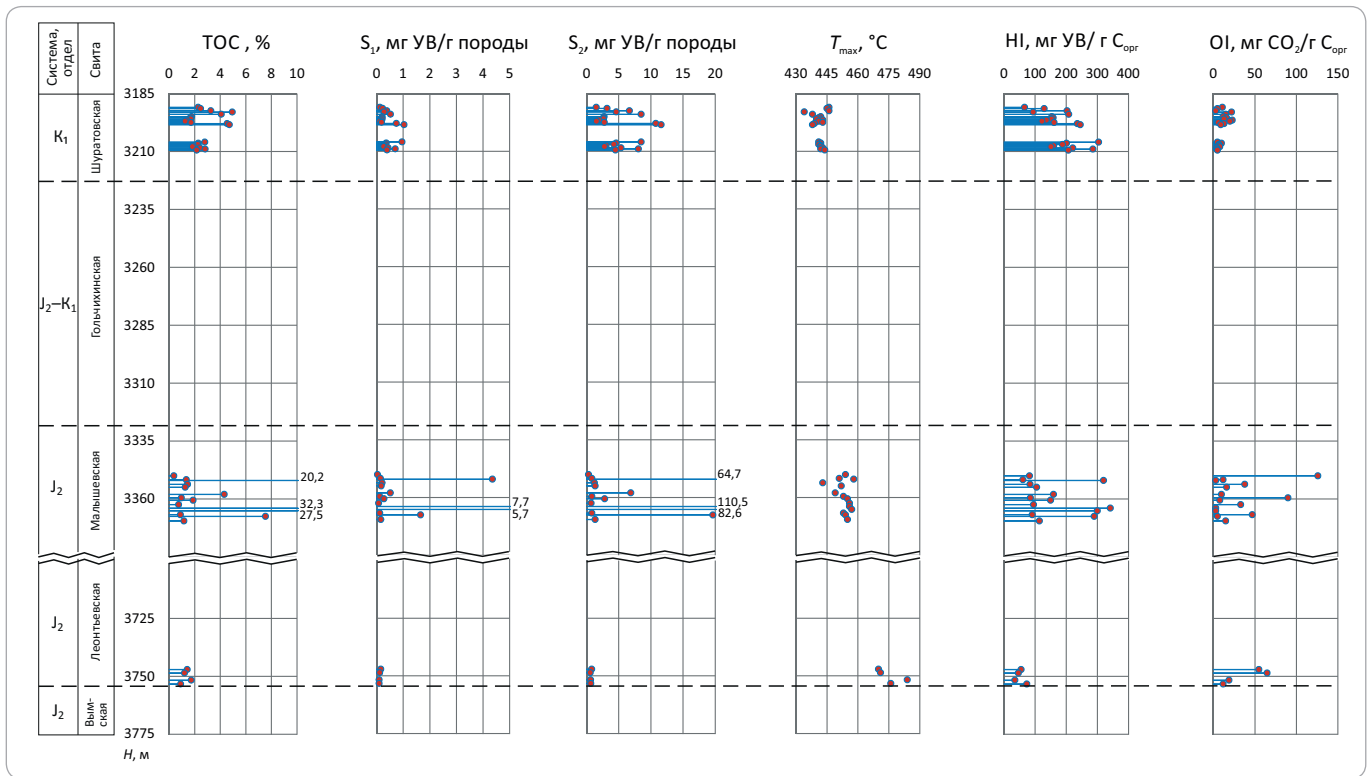 Система, отдел
Свита
TOC , %
S₁, мг УВ/г породы
S₂, мг УВ/г породы
Tmax, °C
HI, мг УВ/ г Cорг
OI, мг CO₂/г Cорг
0 2 4 6 8 10
0 1 2 3 4 5
0 5 10 15 20
430 445 460 475 490
0 100 200 300 400
0 50 100 150
3185
K₁
Шуратовская
3210
3235
3260
J₂–K₁
Гольчихинская
3285
3310
3335
J₂
Малышевская
20,2
64,7
3360
32,3
7,7
110,5
27,5
5,7
82,6
J₂
Леонтьевская
3725
3750
J₂
Вым-
ская
3775
H, м